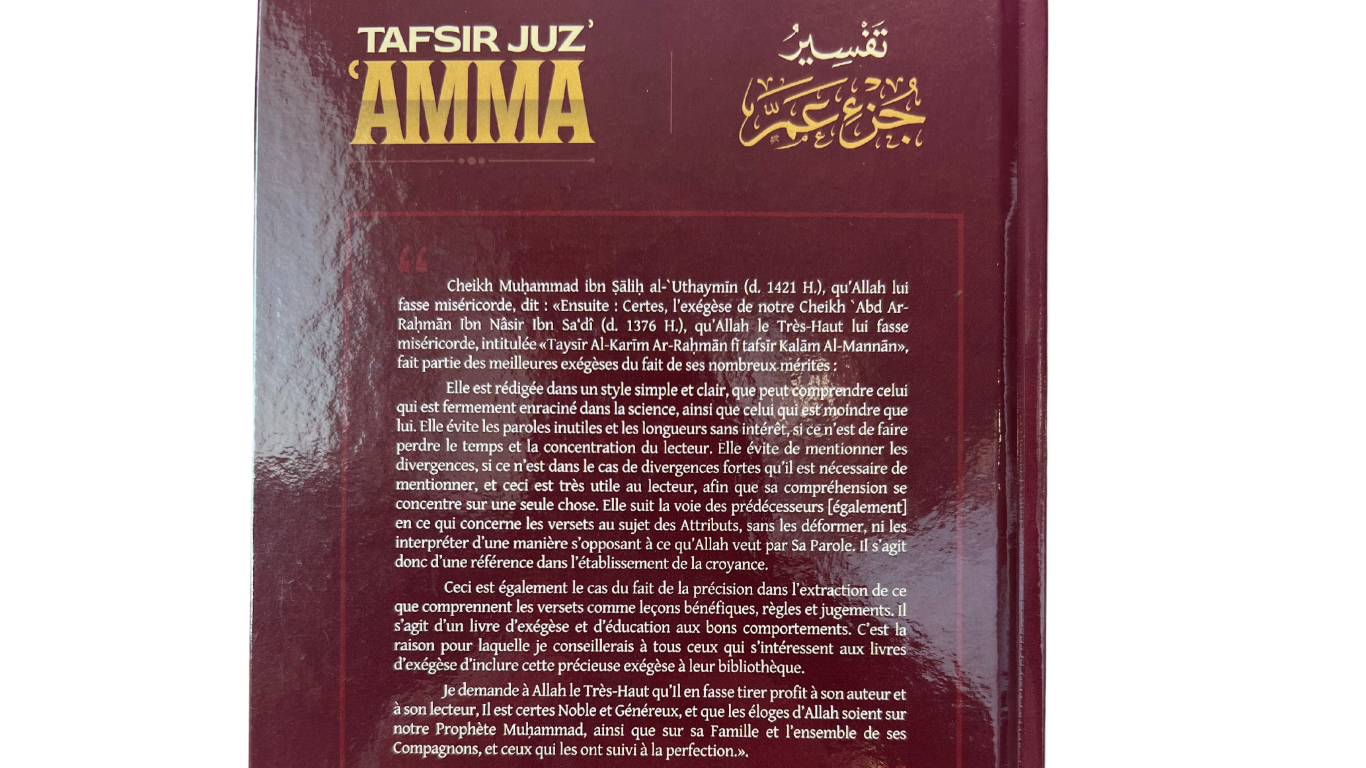 TAFSIR JUZʾ
ʿAMMA
تَفْسِيرُ
جُزْءِ عَمَّ
“
Cheikh Muḥammad ibn Ṣāliḥ al-`Uthaymīn (d. 1421 H.), qu’Allah lui
fasse miséricorde, dit : «Ensuite : Certes, l’exégèse de notre Cheikh `Abd Ar-
Raḥmān Ibn Nâsir Ibn Sa‘dî (d. 1376 H.), qu’Allah le Très-Haut lui fasse
miséricorde, intitulée «Taysīr Al-Karīm Ar-Raḥmān fī tafsīr Kalām Al-Mannān»,
fait partie des meilleures exégèses du fait de ses nombreux mérites :
Elle est rédigée dans un style simple et clair, que peut comprendre celui
qui est fermement enraciné dans la science, ainsi que celui qui est moindre que
lui. Elle évite les paroles inutiles et les longueurs sans intérêt, si ce n’est de faire
perdre le temps et la concentration du lecteur. Elle évite de mentionner les
divergences, si ce n’est dans le cas de divergences fortes qu’il est nécessaire de
mentionner, et ceci est très utile au lecteur, afin que sa compréhension se
concentre sur une seule chose. Elle suit la voie des prédécesseurs [également]
en ce qui concerne les versets au sujet des Attributs, sans les déformer, ni les
interpréter d’une manière s’opposant à ce qu’Allah veut par Sa Parole. Il s’agit
donc d’une référence dans l’établissement de la croyance.
Ceci est également le cas du fait de la précision dans l’extraction de ce
que comprennent les versets comme leçons bénéfiques, règles et jugements. Il
s’agit d’un livre d’exégèse et d’éducation aux bons comportements. C’est la
raison pour laquelle je conseillerais à tous ceux qui s’intéressent aux livres
d’exégèse d’inclure cette précieuse exégèse à leur bibliothèque.
Je demande à Allah le Très-Haut qu’Il en fasse tirer profit à son auteur et
à son lecteur, Il est certes Noble et Généreux, et que les éloges d’Allah soient sur
notre Prophète Muḥammad, ainsi que sur sa Famille et l’ensemble de ses
Compagnons, et ceux qui les ont suivi à la perfection.».